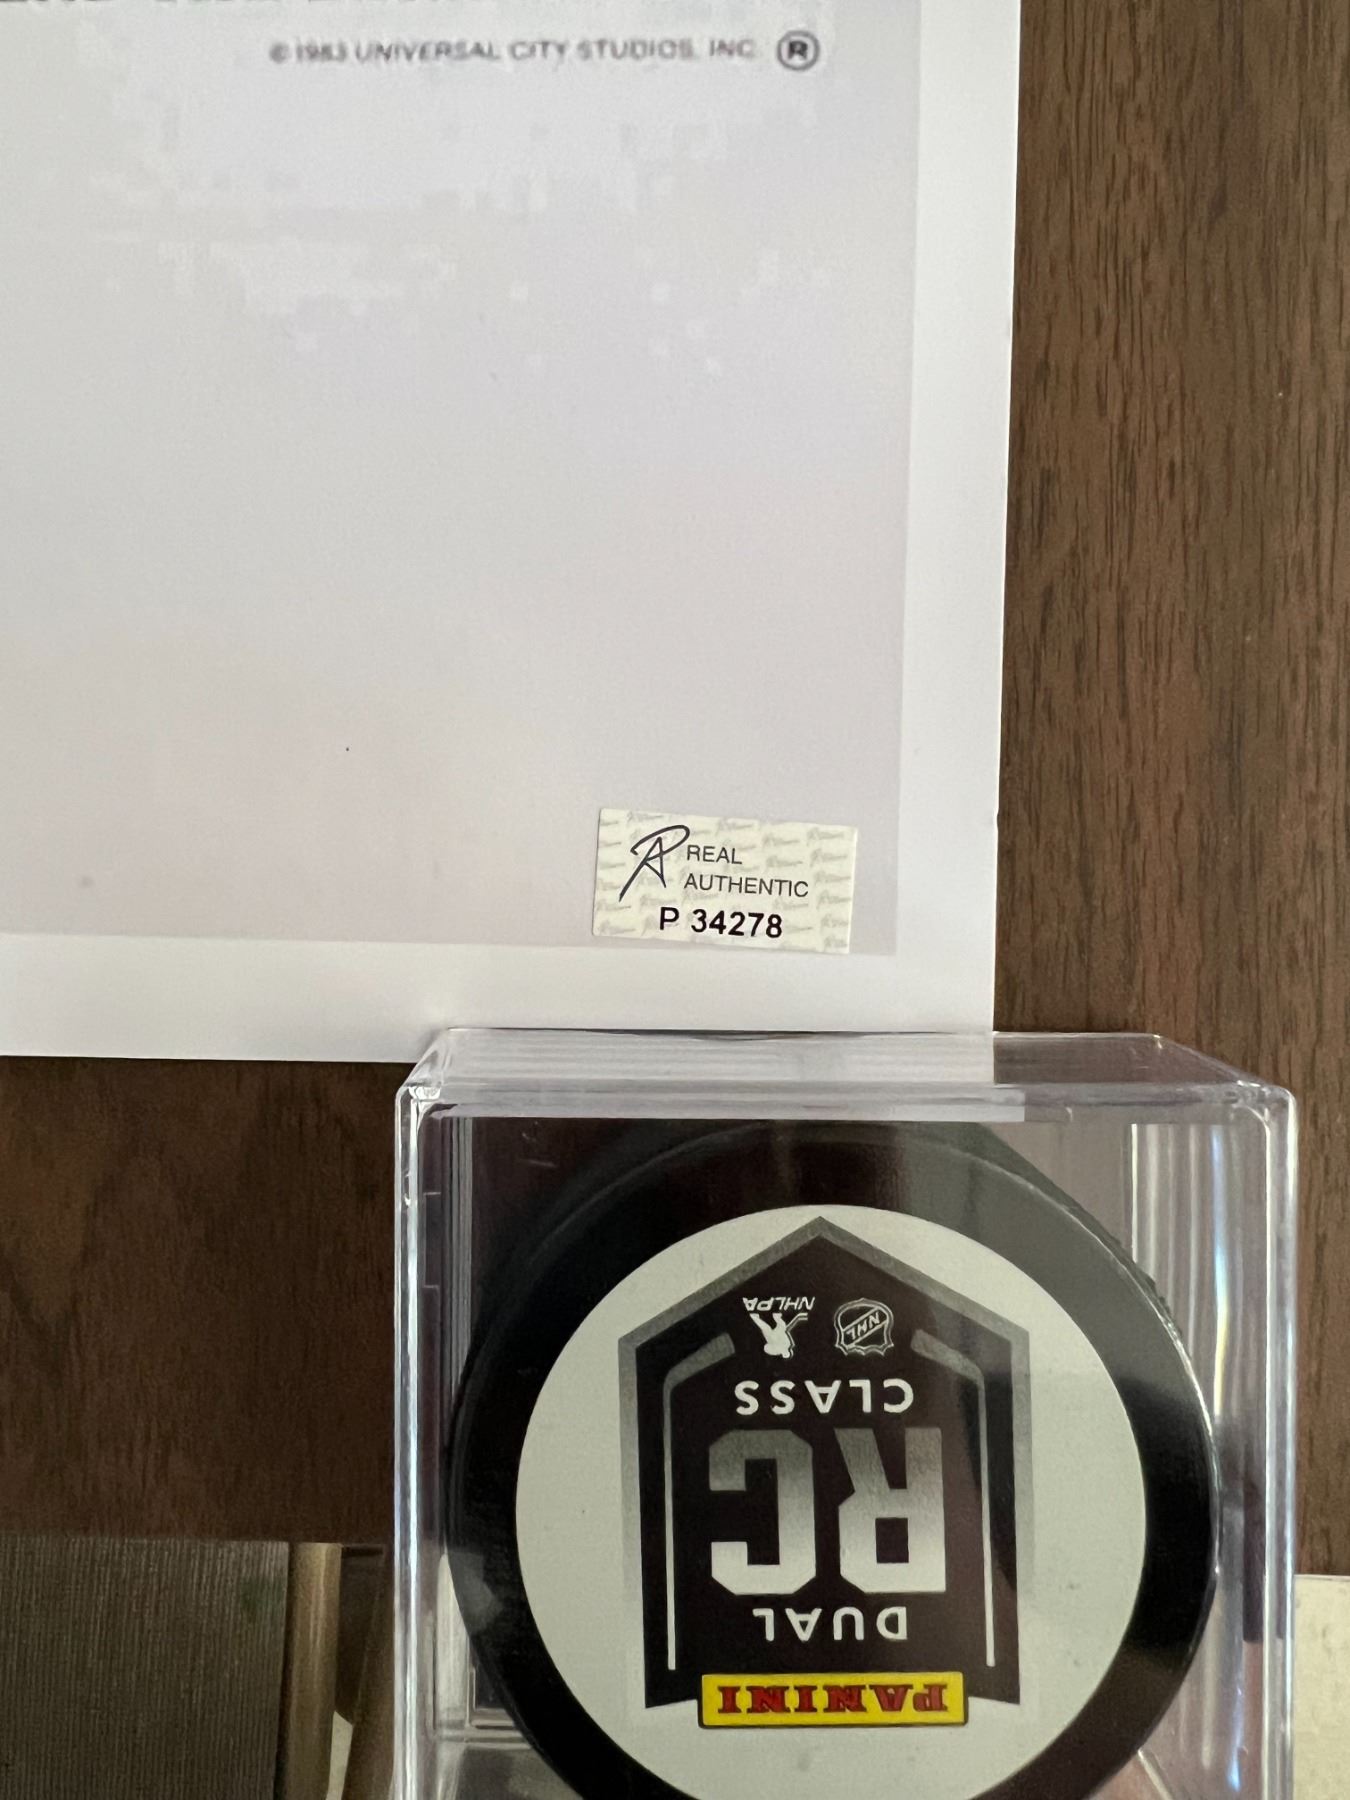 © 1983 UNIVERSAL CITY STUDIOS, INC. ®
REAL
AUTHENTIC
P 34278
PANINI
DUAL
RC
CLASS
NHL
NHLPA